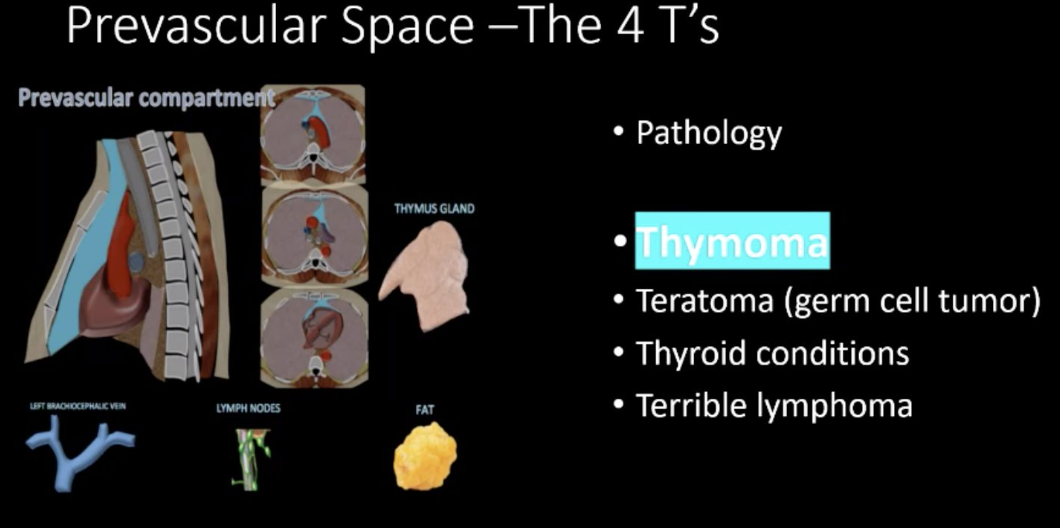 Prevascular Space –The 4 T's
Prevascular compartment
THYMUS GLAND
LEFT BRACHIOCEPHALIC VEIN
LYMPH NODES
FAT
• Pathology
• Thymoma
• Teratoma (germ cell tumor)
• Thyroid conditions
• Terrible lymphoma